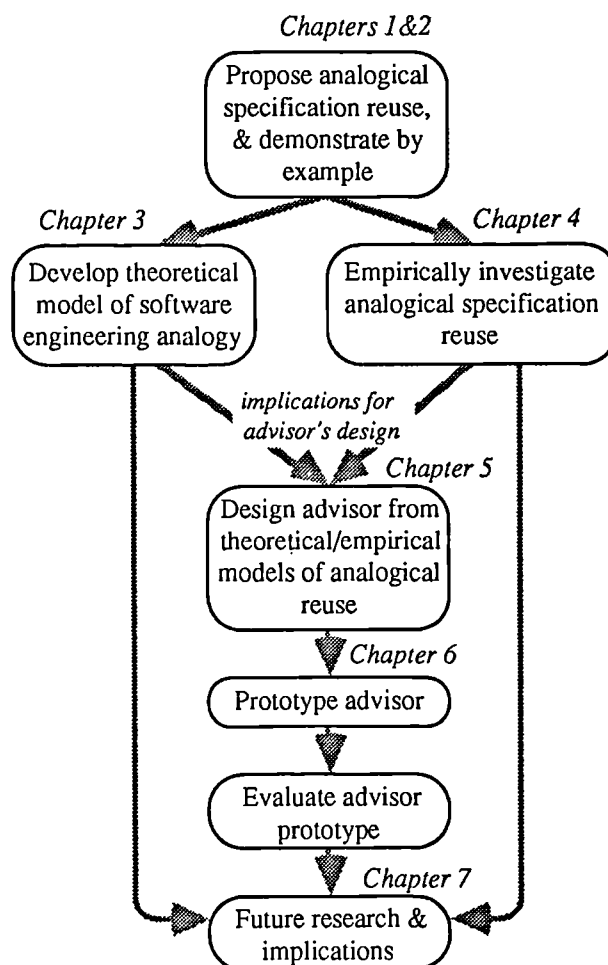 Chapters 1&2
Propose analogical
specification reuse,
& demonstrate by
example
Chapter 3
Chapter 4
Develop theoretical
model of software
engineering analogy
Empirically investigate
analogical specification
reuse
implications for
advisor's design
Chapter 5
Design advisor from
theoretical/empirical
models of analogical
reuse
Chapter 6
Prototype advisor
Evaluate advisor
prototype
Chapter 7
Future research &
implications